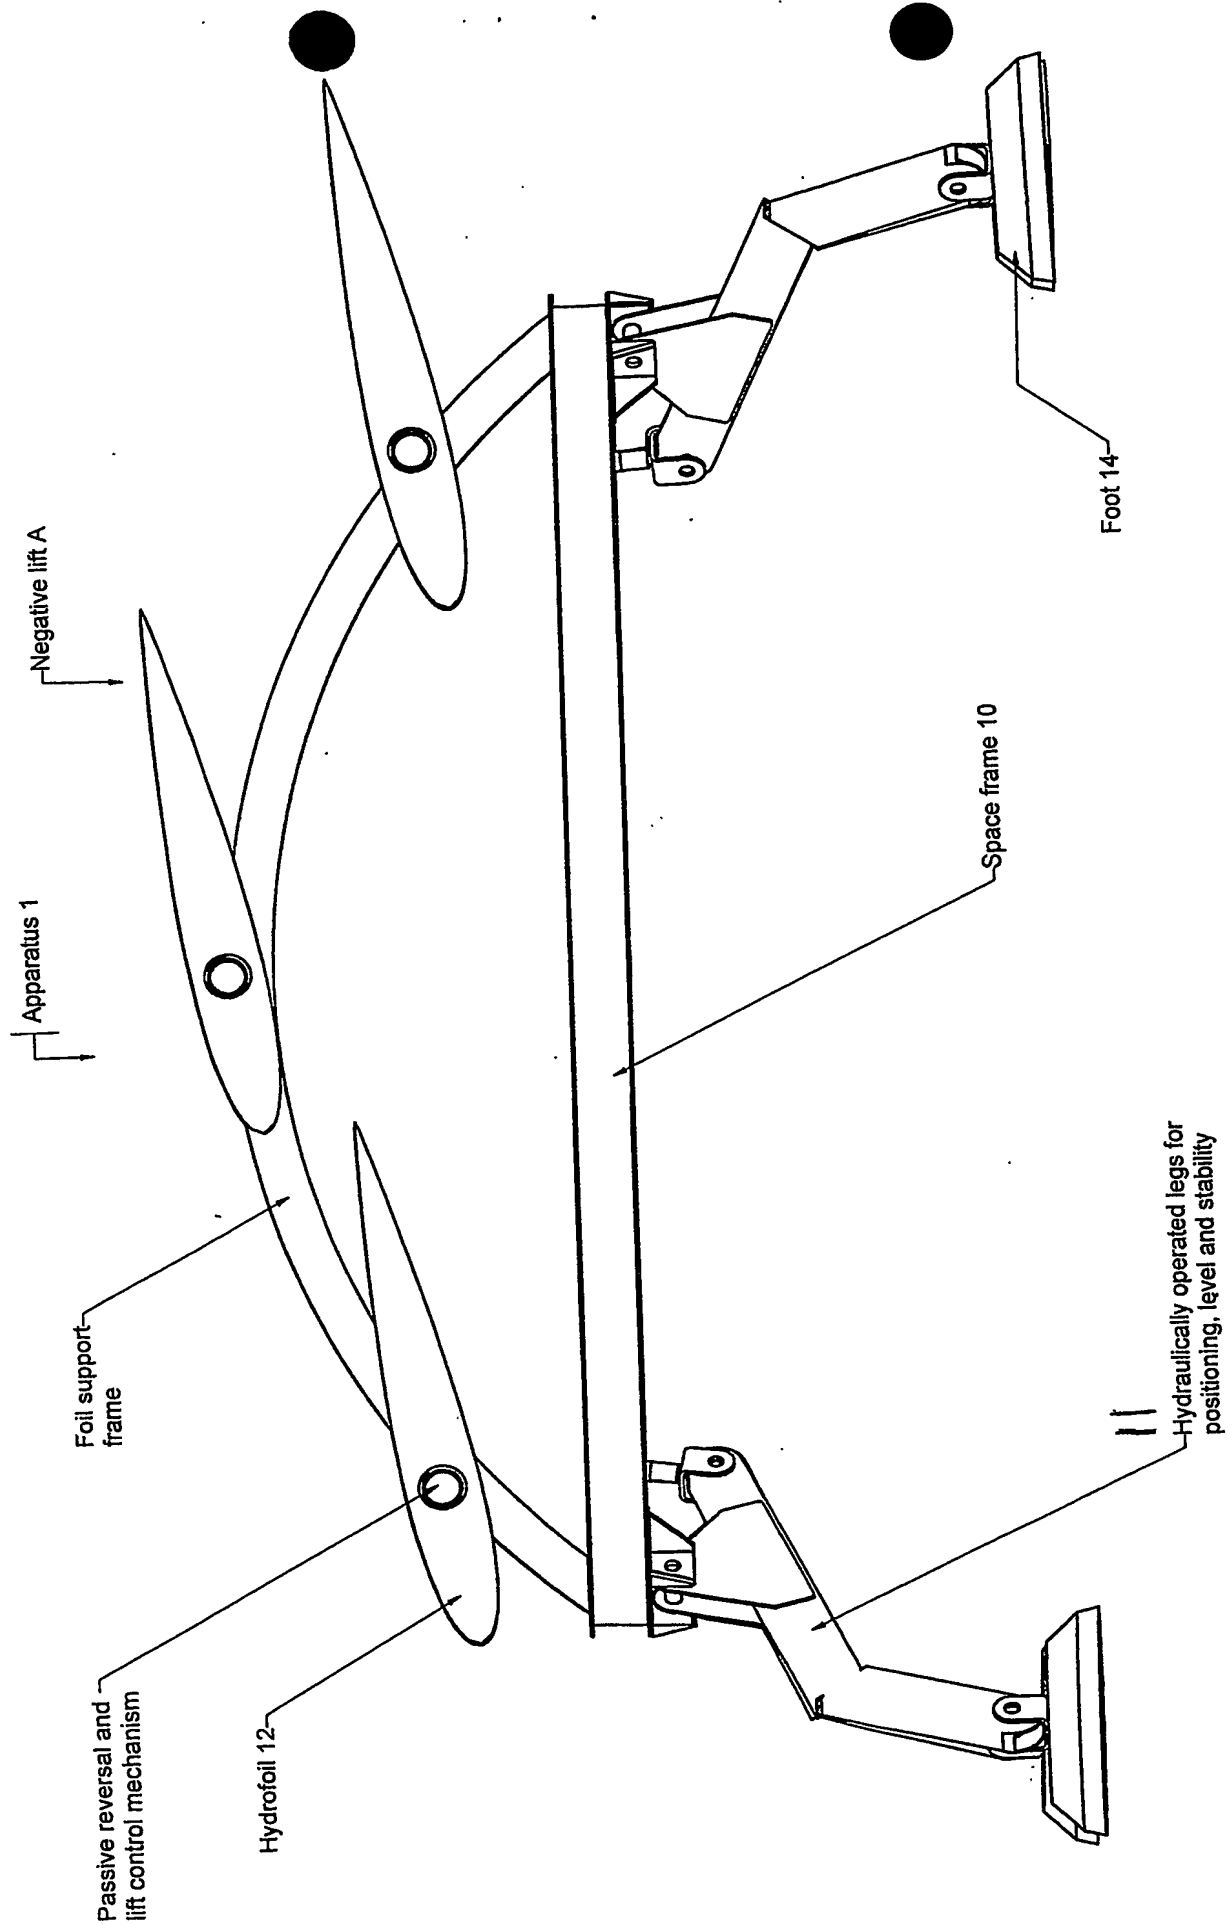 Passive reversal and
lift control mechanism
Hydrofoil 12
Foil support
frame
Apparatus 1
Negative lift A
Space frame 10
Foot 14
11
Hydraulically operated legs for
positioning, level and stability